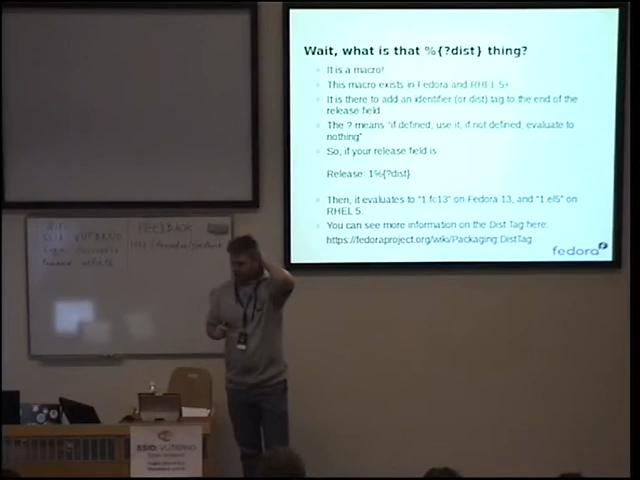 Wait, what is that %{?dist} thing?
It is a macro!
This macro exists in Fedora and RHEL 5+
It is there to add an identifier (or dist) tag to the end of the
release field
The ? means "if defined, use it, if not defined, evaluate to
nothing"
So, if your release field is
Release: 1%{?dist}
Then, it evaluates to "1.fc13" on Fedora 13, and "1.el5" on
RHEL 5.
You can see more information on the Dist Tag here:
https://fedoraproject.org/wiki/Packaging:DistTag
fedora
FEEDBACK
SSID: VUTBRNO